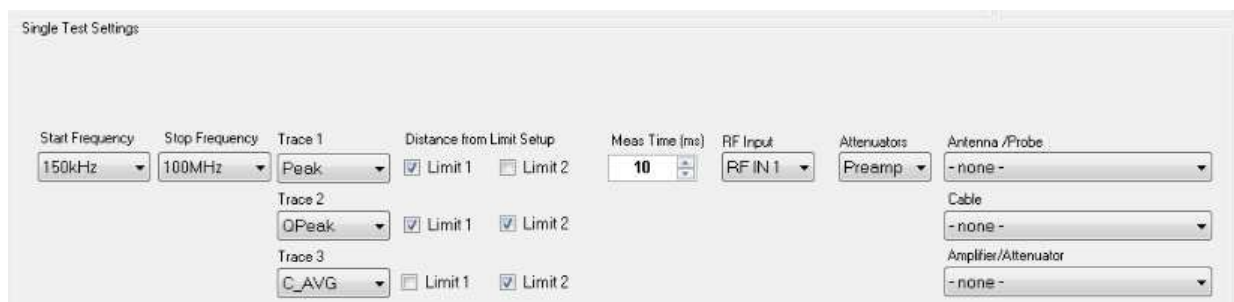 Single Test Settings
Start Frequency Stop Frequency Trace 1 Distance from Limit Setup Meas Time (ms) RF Input Attenuators Antenna /Probe
150kHz 100MHz Peak Limit 1 Limit 2 10 RF IN 1 Preamp - none -
Trace 2 Cable
QPeak Limit 1 Limit 2 - none -
Trace 3 Amplifier/Attenuator
C_AVG Limit 1 Limit 2 - none -